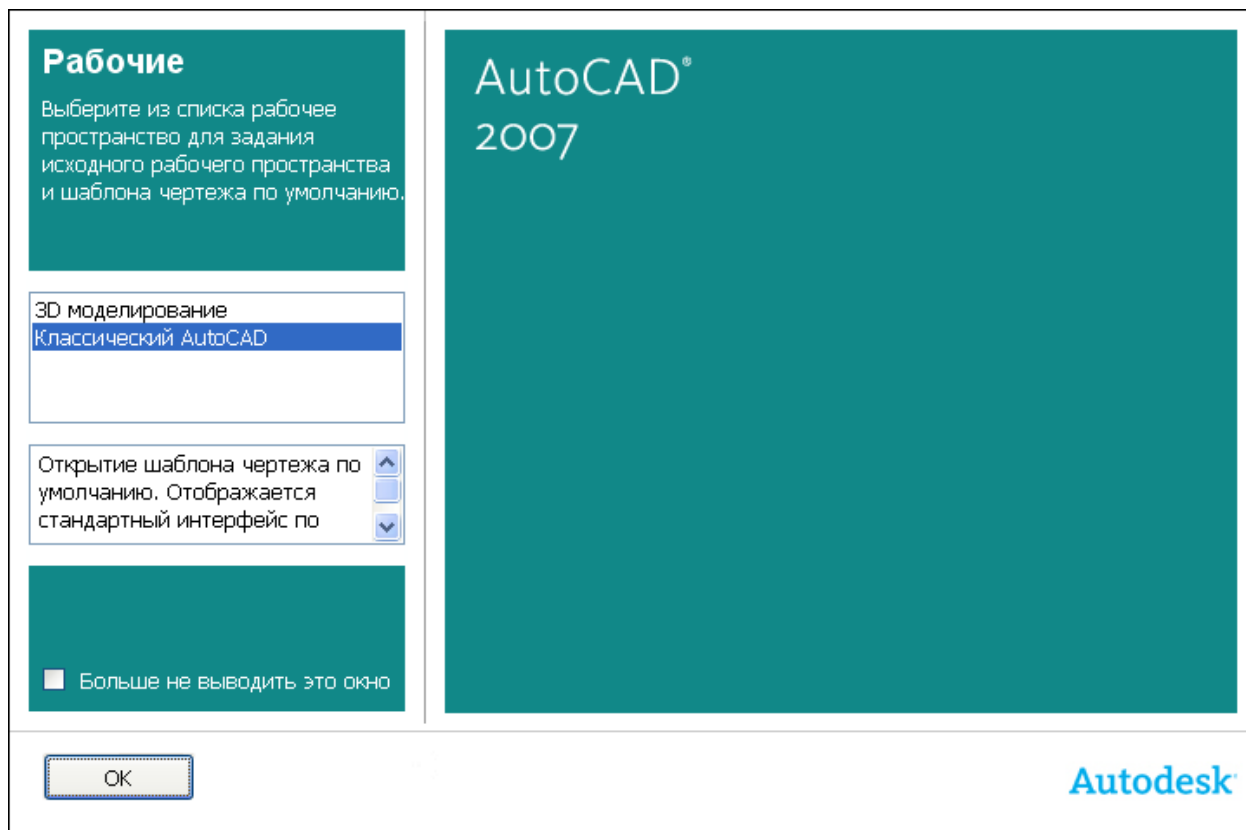 Рабочие
Выберите из списка рабочее
пространство для задания
исходного рабочего пространства
и шаблона чертежа по умолчанию.
3D моделирование
Классический AutoCAD
Открытие шаблона чертежа по
умолчанию. Отображается
стандартный интерфейс по
Больше не выводить это окно
OK
AutoCAD®
2007
Autodesk